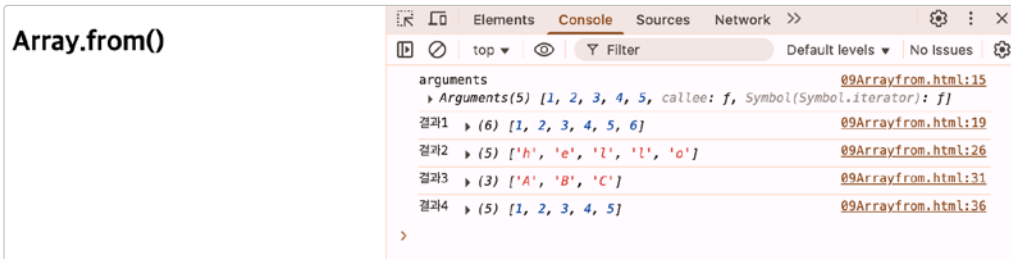 Array.from()
Elements Console Sources Network
top Filter Default levels No Issues
arguments 09Arrayfrom.html:15
Arguments(5) [1, 2, 3, 4, 5, callee: ƒ, Symbol(Symbol.iterator): ƒ]
결과1 (6) [1, 2, 3, 4, 5, 6] 09Arrayfrom.html:19
결과2 (5) ['h', 'e', 'l', 'l', 'o'] 09Arrayfrom.html:26
결과3 (3) ['A', 'B', 'C'] 09Arrayfrom.html:31
결과4 (5) [1, 2, 3, 4, 5] 09Arrayfrom.html:36